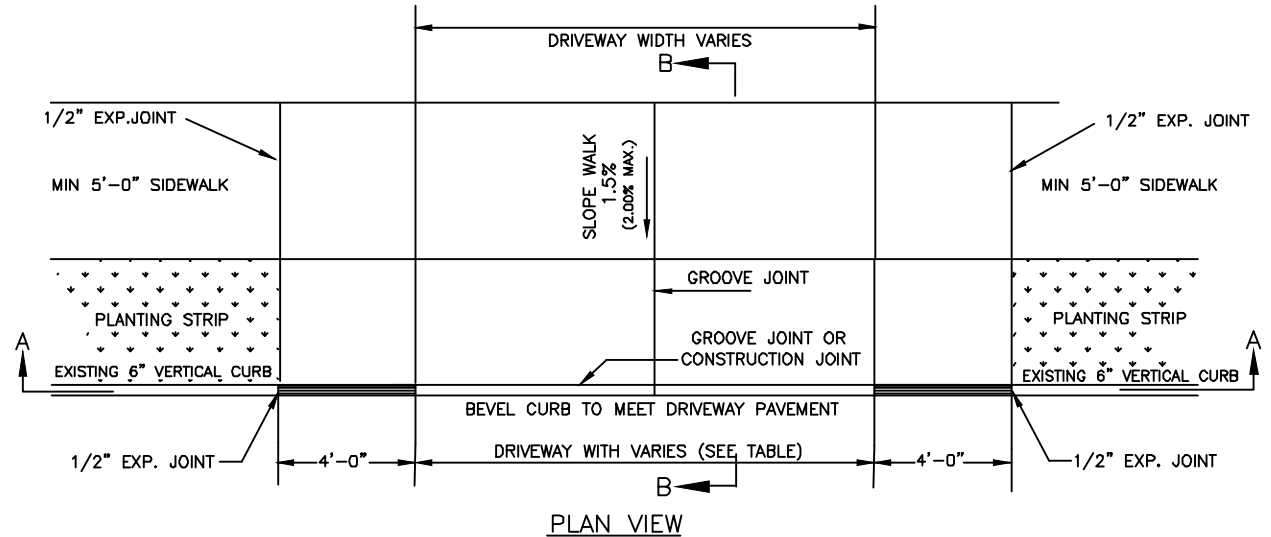 DRIVEWAY WIDTH VARIES
B
1/2" EXP.JOINT
1/2" EXP. JOINT
MIN 5'-0" SIDEWALK
SLOPE WALK
1.5%
(2.00% MAX.)
MIN 5'-0" SIDEWALK
GROOVE JOINT
PLANTING STRIP
PLANTING STRIP
GROOVE JOINT OR
CONSTRUCTION JOINT
A
A
EXISTING 6" VERTICAL CURB
EXISTING 6" VERTICAL CURB
BEVEL CURB TO MEET DRIVEWAY PAVEMENT
1/2" EXP. JOINT
4'-0"
DRIVEWAY WITH VARIES (SEE TABLE)
4'-0"
1/2" EXP. JOINT
B
PLAN VIEW